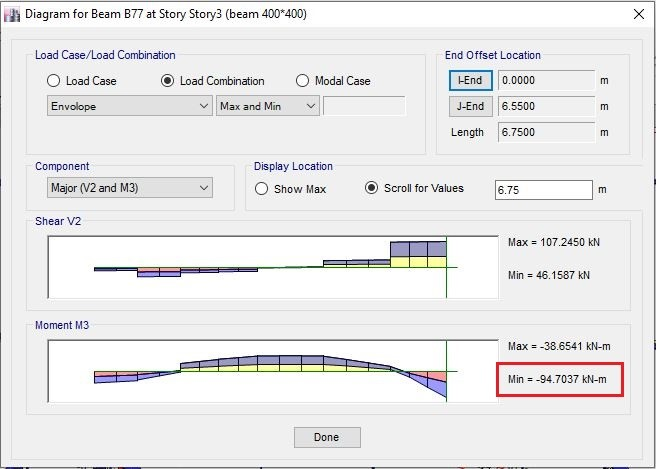 Diagram for Beam B77 at Story Story3 (beam 400*400)
Load Case/Load Combination
Load Case Load Combination Modal Case
Envelope Max and Min
End Offset Location
I-End 0.0000 m
J-End 6.5500 m
Length 6.7500 m
Component
Major (V2 and M3)
Display Location
Show Max Scroll for Values 6.75 m
Shear V2
Max = 107.2450 kN
Min = 46.1587 kN
Moment M3
Max = -38.6541 kN-m
Min = -94.7037 kN-m
Done